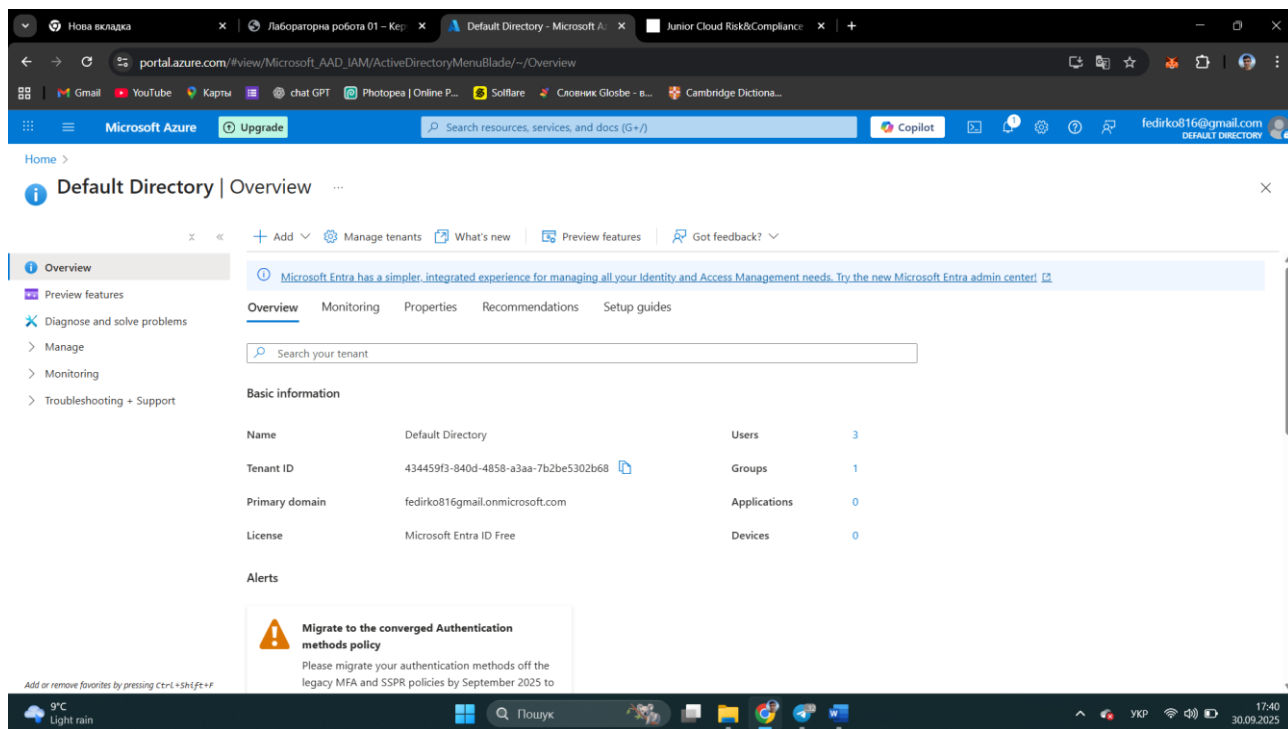 Нова вкладка
Лабораторна робота 01 – Кер
Default Directory - Microsoft A
Junior Cloud Risk&Compliance
portal.azure.com/#view/Microsoft_AAD_IAM/ActiveDirectoryMenuBlade/~/Overview
Gmail YouTube Карты chat GPT Photopea | Online P... Solflare Словник Glosbe - в... Cambridge Dictiona...
Microsoft Azure Upgrade Search resources, services, and docs (G+/) Copilot 1 fedirko816@gmail.com
DEFAULT DIRECTORY
Home >
Default Directory | Overview ...
Add Manage tenants What's new Preview features Got feedback?
Overview
Preview features
Diagnose and solve problems
Manage
Monitoring
Troubleshooting + Support
Microsoft Entra has a simpler, integrated experience for managing all your Identity and Access Management needs. Try the new Microsoft Entra admin center!
Overview Monitoring Properties Recommendations Setup guides
Search your tenant
Basic information
Name Default Directory Users 3
Tenant ID 434459f3-840d-4858-a3aa-7b2be5302b68 Groups 1
Primary domain fedirko816gmail.onmicrosoft.com Applications 0
License Microsoft Entra ID Free Devices 0
Alerts
Migrate to the converged Authentication
methods policy
Please migrate your authentication methods off the
legacy MFA and SSPR policies by September 2025 to
Add or remove favorites by pressing Ctrl+Shift+F
9°C
Light rain
Пошук
УКР
17:40
30.09.2025